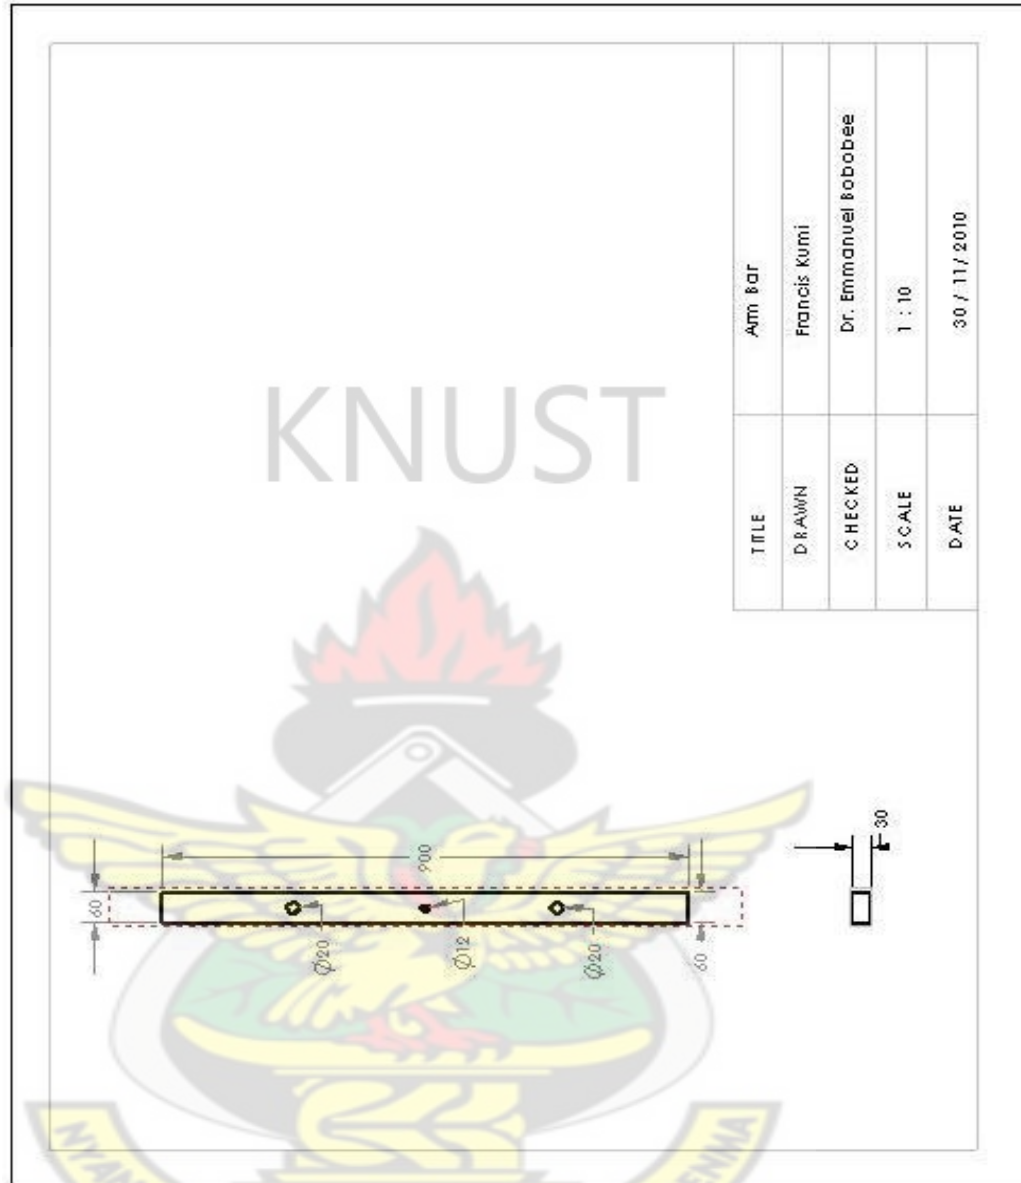 KNUST
TITLE Arm Bar
DRAWN Francis Kumi
CHECKED Dr. Emmanuel Bobobee
SCALE 1 : 10
DATE 30 / 11 / 2010
900
60
Ø20
Ø12
Ø20
60
30